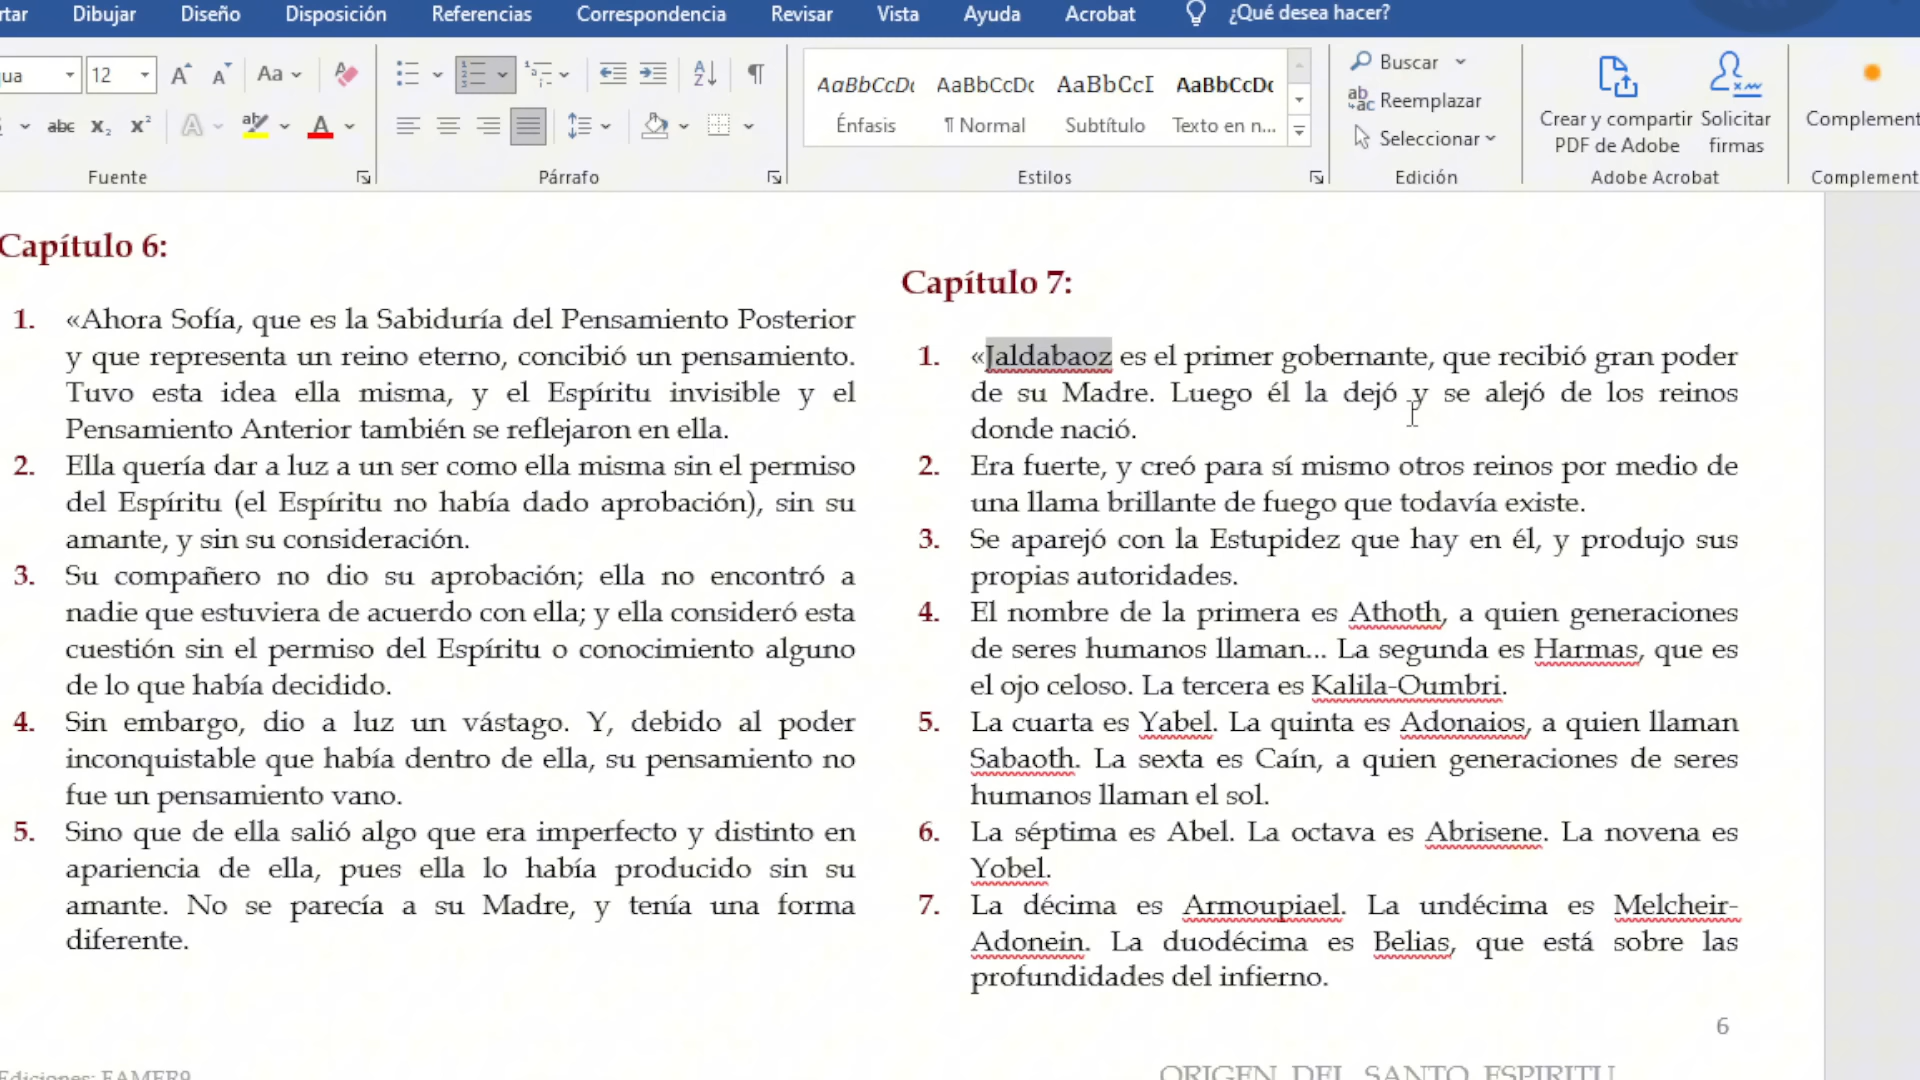 rtar Dibujar Diseño Disposición Referencias Correspondencia Revisar Vista Ayuda Acrobat ¿Qué desea hacer?
12 Aa
abc X₂ X²
AaBbCcDc AaBbCcDc AaBbCcI AaBbCcDc
Énfasis ¶ Normal Subtítulo Texto en n...
Buscar
Reemplazar
Seleccionar
Crear y compartir
PDF de Adobe
Solicitar
firmas
Complement
Fuente Párrafo Estilos Edición Adobe Acrobat Complement
Capítulo 6:
1. «Ahora Sofía, que es la Sabiduría del Pensamiento Posterior
y que representa un reino eterno, concibió un pensamiento.
Tuvo esta idea ella misma, y el Espíritu invisible y el
Pensamiento Anterior también se reflejaron en ella.
2. Ella quería dar a luz a un ser como ella misma sin el permiso
del Espíritu (el Espíritu no había dado aprobación), sin su
amante, y sin su consideración.
3. Su compañero no dio su aprobación; ella no encontró a
nadie que estuviera de acuerdo con ella; y ella consideró esta
cuestión sin el permiso del Espíritu o conocimiento alguno
de lo que había decidido.
4. Sin embargo, dio a luz un vástago. Y, debido al poder
inconquistable que había dentro de ella, su pensamiento no
fue un pensamiento vano.
5. Sino que de ella salió algo que era imperfecto y distinto en
apariencia de ella, pues ella lo había producido sin su
amante. No se parecía a su Madre, y tenía una forma
diferente.
Capítulo 7:
1. «Jaldabaoz es el primer gobernante, que recibió gran poder
de su Madre. Luego él la dejó y se alejó de los reinos
donde nació.
2. Era fuerte, y creó para sí mismo otros reinos por medio de
una llama brillante de fuego que todavía existe.
3. Se aparejó con la Estupidez que hay en él, y produjo sus
propias autoridades.
4. El nombre de la primera es Athoth, a quien generaciones
de seres humanos llaman... La segunda es Harmas, que es
el ojo celoso. La tercera es Kalila-Oumbri.
5. La cuarta es Yabel. La quinta es Adonaios, a quien llaman
Sabaoth. La sexta es Caín, a quien generaciones de seres
humanos llaman el sol.
6. La séptima es Abel. La octava es Abrisene. La novena es
Yobel.
7. La décima es Armoupiael. La undécima es Melcheir-
Adonein. La duodécima es Belias, que está sobre las
profundidades del infierno.
6
Ediciones: EAMER9
ORIGEN DEL SANTO ESPIRITU